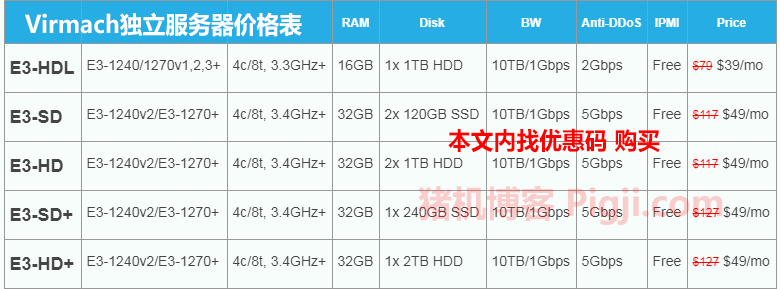 Virmach独立服务器价格表 RAM Disk BW Anti-DDoS IPMI Price
E3-HDL E3-1240/1270v1,2,3+ 4c/8t, 3.3GHz+ 16GB 1x 1TB HDD 10TB/1Gbps 2Gbps Free $79 $39/mo
E3-SD E3-1240v2/E3-1270+ 4c/8t, 3.4GHz+ 32GB 2x 120GB SSD 10TB/1Gbps 5Gbps Free $117 $49/mo
本文内找优惠码 购买
E3-HD E3-1240v2/E3-1270+ 4c/8t, 3.4GHz+ 32GB 2x 1TB HDD 10TB/1Gbps 5Gbps Free $117 $49/mo
猪机博客 Pigji.com
E3-SD+ E3-1240v2/E3-1270+ 4c/8t, 3.4GHz+ 32GB 1x 240GB SSD 10TB/1Gbps 5Gbps Free $127 $49/mo
E3-HD+ E3-1240v2/E3-1270+ 4c/8t, 3.4GHz+ 32GB 1x 2TB HDD 10TB/1Gbps 5Gbps Free $127 $49/mo